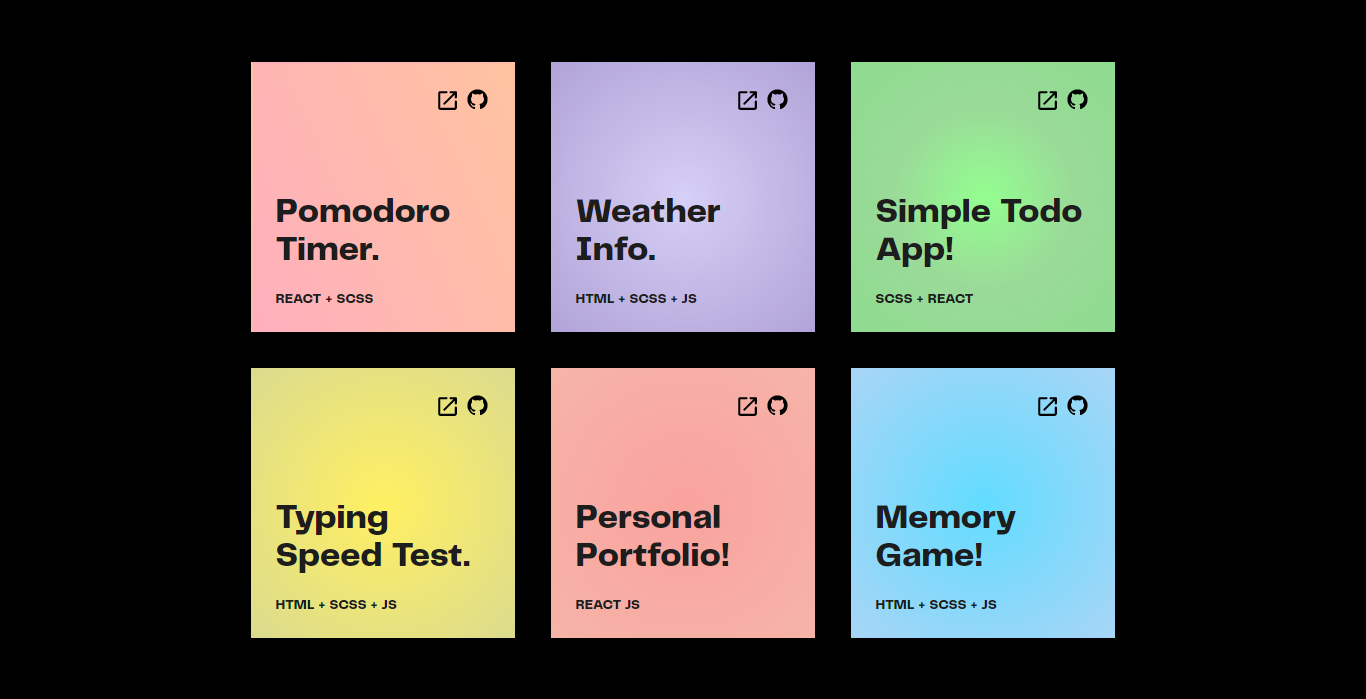 Pomodoro
Timer.
REACT + SCSS
Weather
Info.
HTML + SCSS + JS
Simple Todo
App!
SCSS + REACT
Typing
Speed Test.
HTML + SCSS + JS
Personal
Portfolio!
REACT JS
Memory
Game!
HTML + SCSS + JS